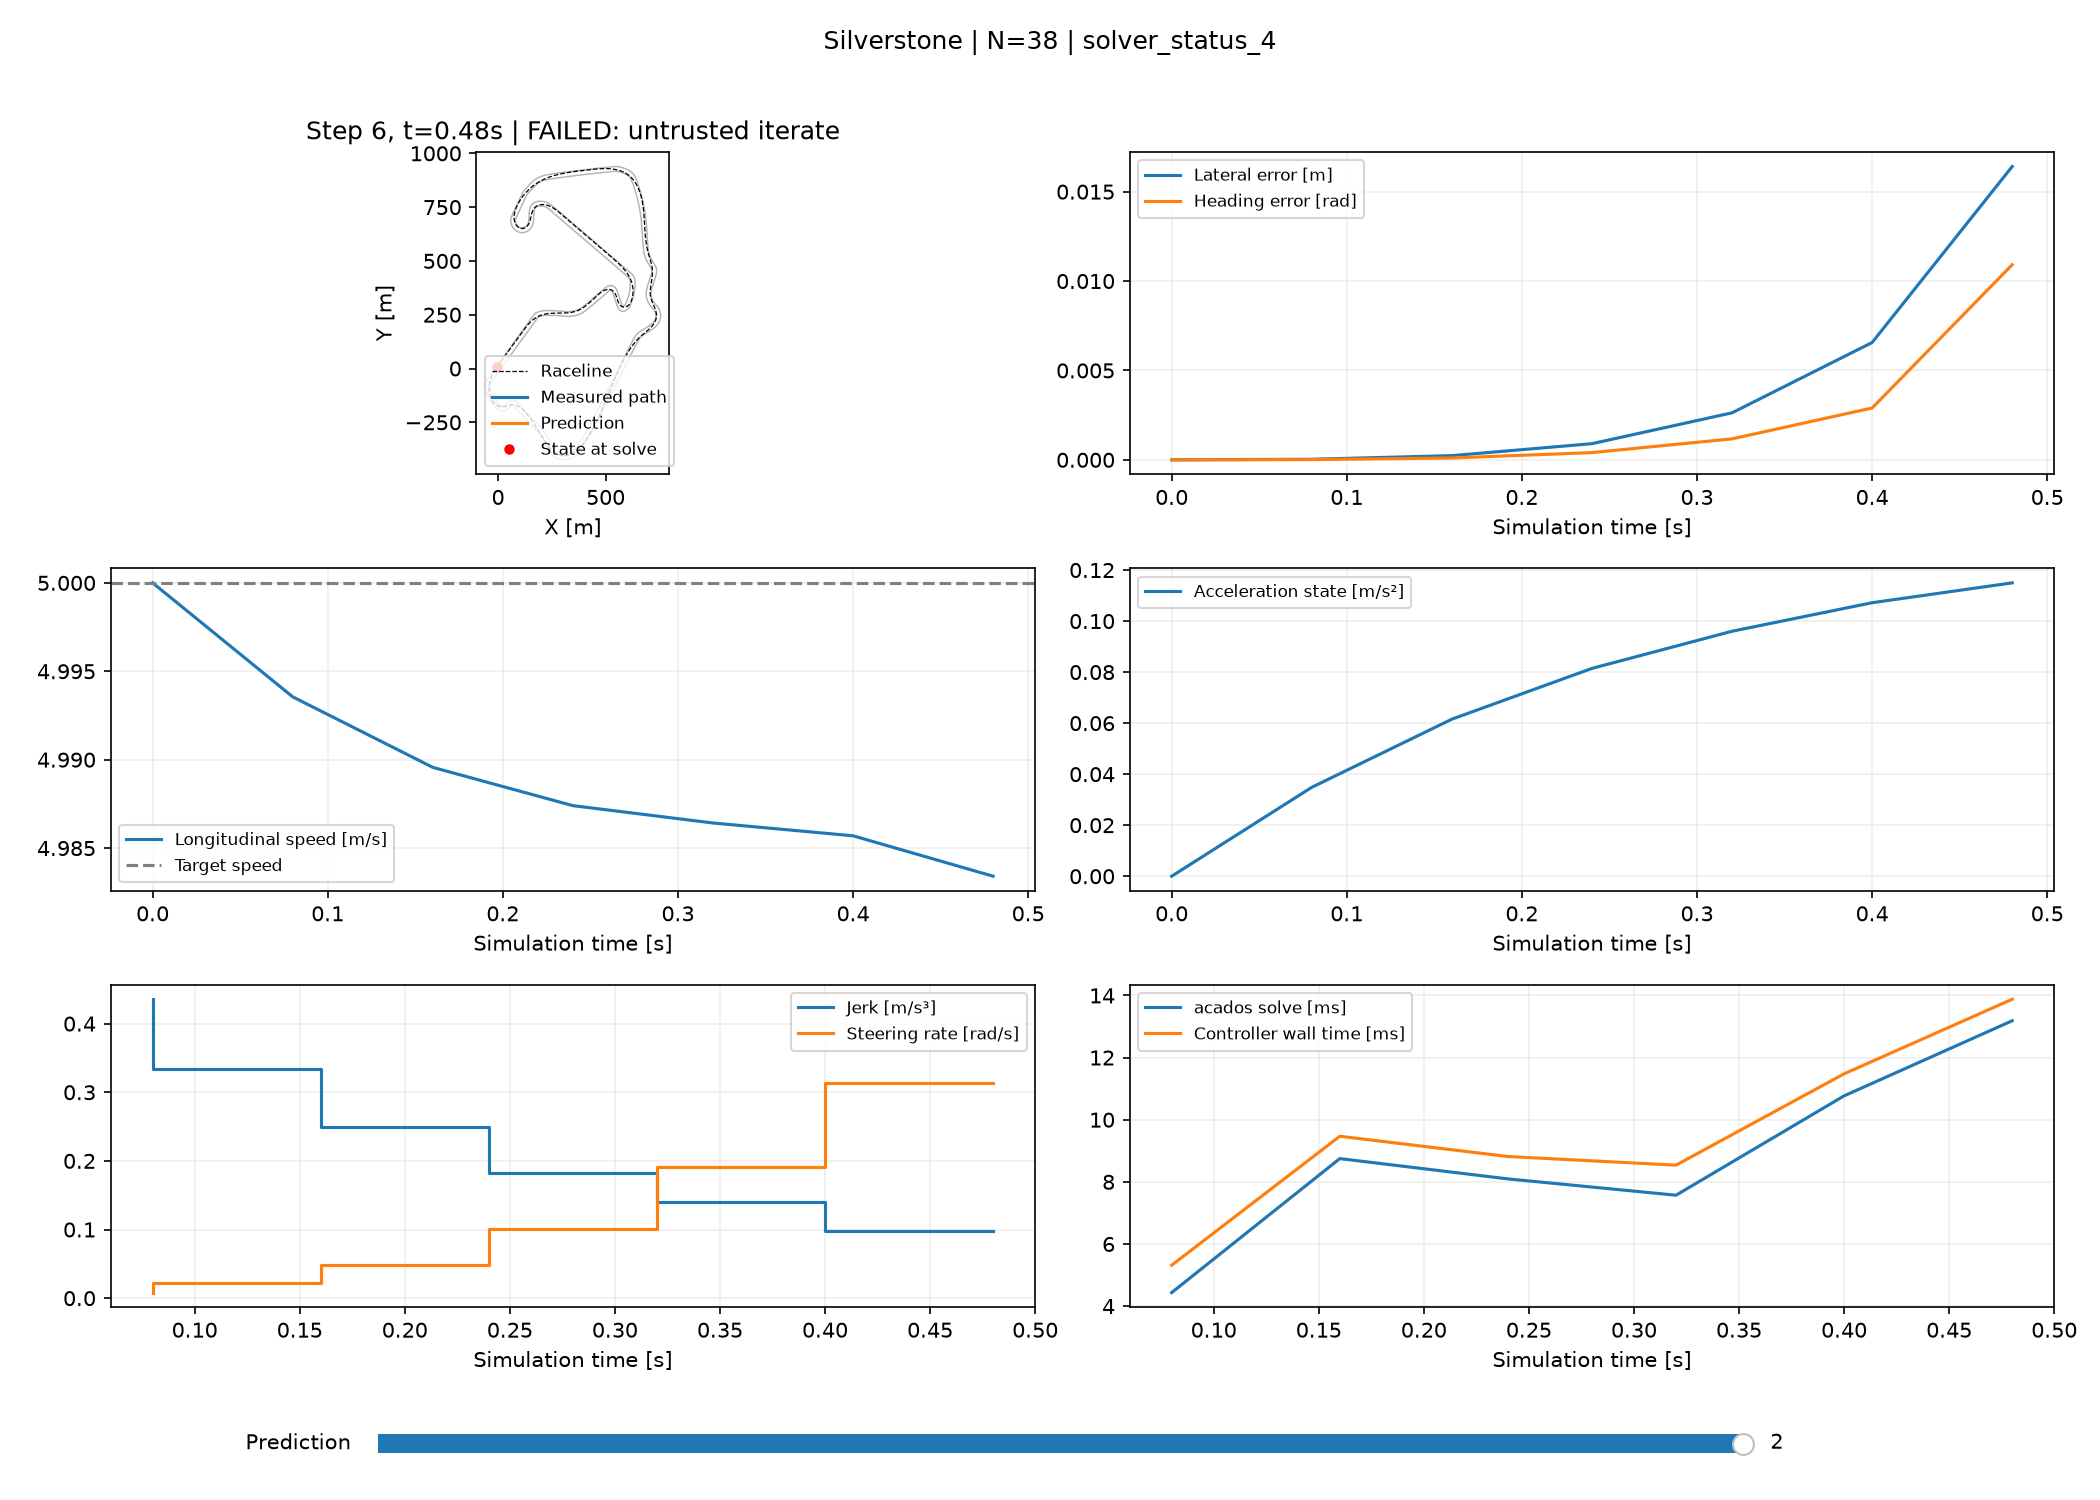 Silverstone | N=38 | solver_status_4
Step 6, t=0.48s | FAILED: untrusted iterate
1000
750
500
250
0
−250
Y [m]
Raceline
Measured path
Prediction
State at solve
0 500
X [m]
Lateral error [m]
Heading error [rad]
0.015
0.010
0.005
0.000
0.0 0.1 0.2 0.3 0.4 0.5
Simulation time [s]
5.000
4.995
4.990
4.985
Longitudinal speed [m/s]
Target speed
0.0 0.1 0.2 0.3 0.4 0.5
Simulation time [s]
Acceleration state [m/s²]
0.12
0.10
0.08
0.06
0.04
0.02
0.00
0.0 0.1 0.2 0.3 0.4 0.5
Simulation time [s]
Jerk [m/s³]
Steering rate [rad/s]
0.4
0.3
0.2
0.1
0.0
0.10 0.15 0.20 0.25 0.30 0.35 0.40 0.45 0.50
Simulation time [s]
acados solve [ms]
Controller wall time [ms]
14
12
10
8
6
4
0.10 0.15 0.20 0.25 0.30 0.35 0.40 0.45 0.50
Simulation time [s]
Prediction 2